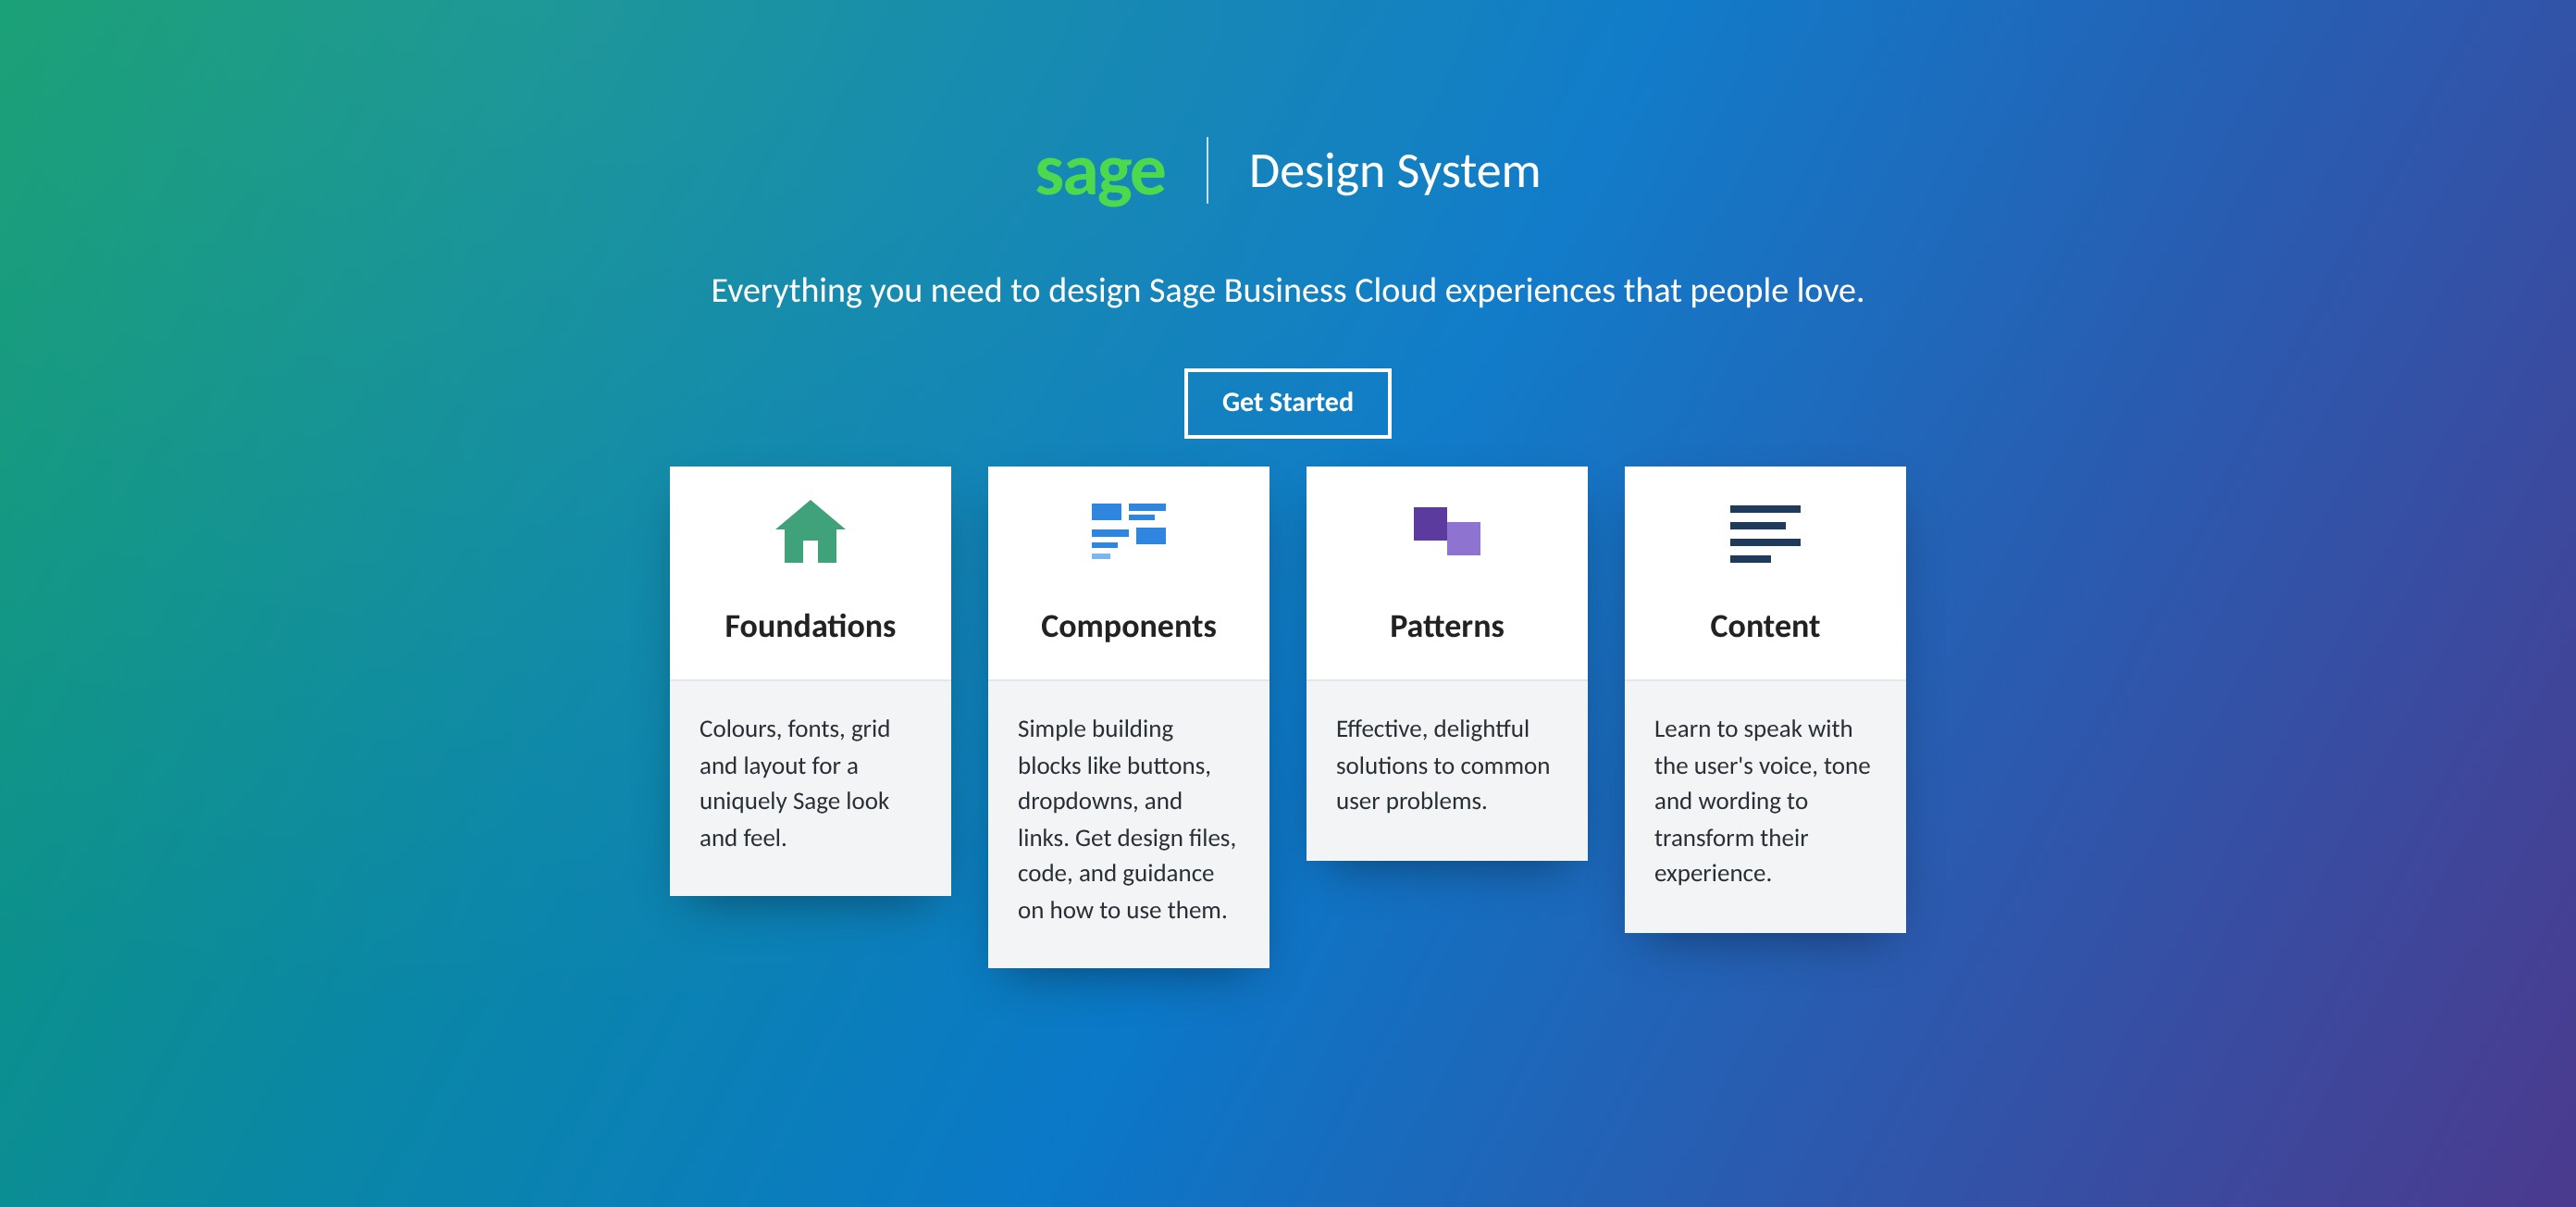 sage | Design System
Everything you need to design Sage Business Cloud experiences that people love.
Get Started
Foundations
Colours, fonts, grid
and layout for a
uniquely Sage look
and feel.
Components
Simple building
blocks like buttons,
dropdowns, and
links. Get design files,
code, and guidance
on how to use them.
Patterns
Effective, delightful
solutions to common
user problems.
Content
Learn to speak with
the user's voice, tone
and wording to
transform their
experience.